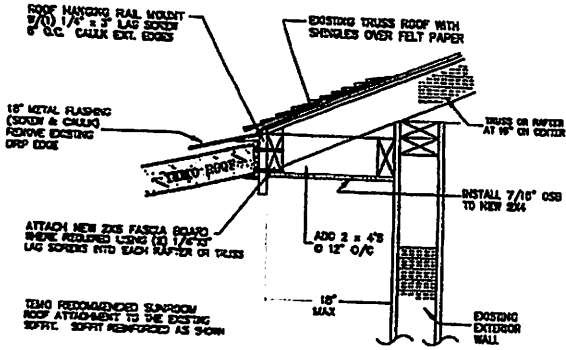 ROOF HANGING RAIL MOUNT
W/(1) 1/4" x 3" LAG SCREW
6" O.C. CAULK EXT. EDGES
EXISTING TRUSS ROOF WITH
SHINGLES OVER FELT PAPER
18" METAL FLASHING
(SCREW & CAULK)
REMOVE EXISTING
DRIP EDGE
TRUSS OR RAFTER
AT 16" ON CENTER
TEMO ROOF
INSTALL 7/16" OSB
TO NEW 2X4
ATTACH NEW 2X6 FASCIA BOARD
WHERE REQUIRED USING 1/4"X3"
LAG SCREWS INTO EACH RAFTER OR TRUSS
ADD 2 x 4'S
@ 12" O/C
18"
MAX
TEMO RECOMMENDED SUNROOM
ROOF ATTACHMENT TO THE EXISTING
SOFFIT. SOFFIT REINFORCED AS SHOWN
EXISTING
EXTERIOR
WALL